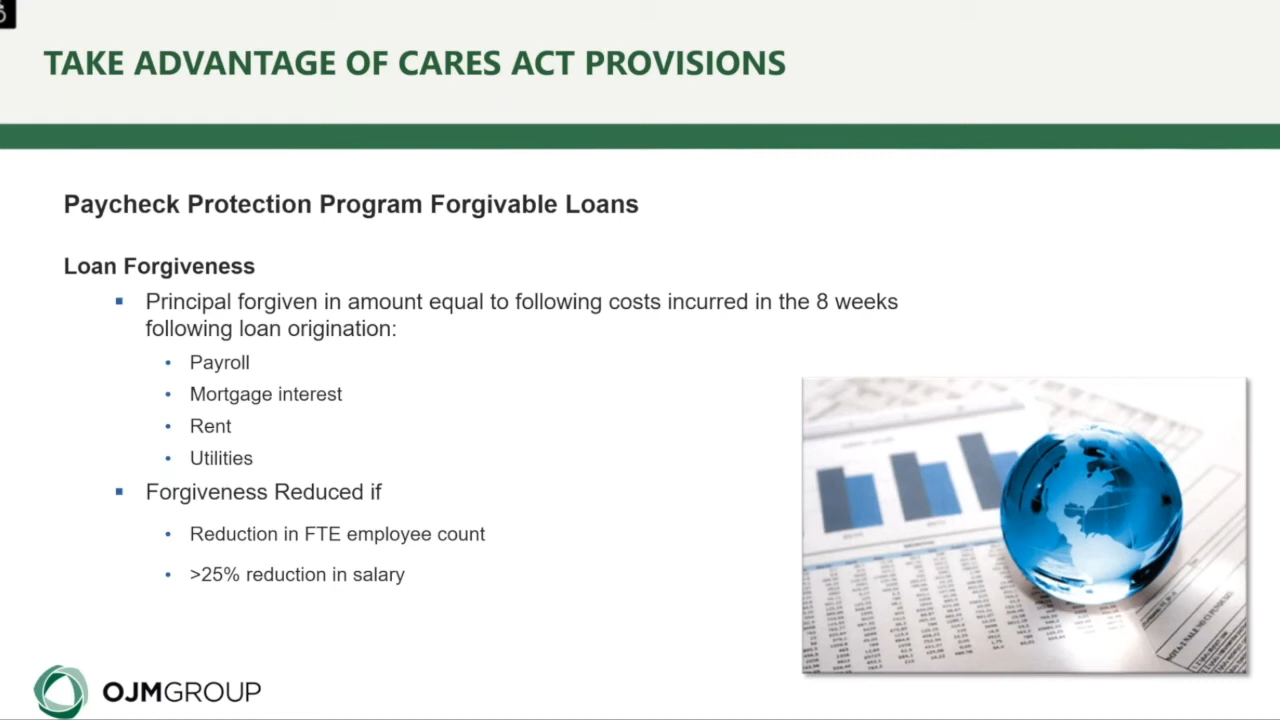 TAKE ADVANTAGE OF CARES ACT PROVISIONS
Paycheck Protection Program Forgivable Loans
Loan Forgiveness
▪ Principal forgiven in amount equal to following costs incurred in the 8 weeks
following loan origination:
• Payroll
• Mortgage interest
• Rent
• Utilities
▪ Forgiveness Reduced if
• Reduction in FTE employee count
• >25% reduction in salary
OJMGROUP